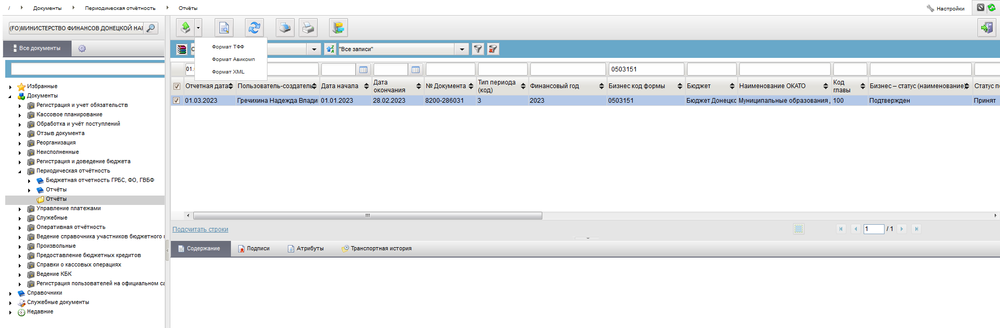 / Документы Периодическая отчётность Отчёты Настройки
(FO)МИНИСТЕРСТВО ФИНАНСОВ ДОНЕЦКОЙ НАР
Все документы
Формат ТФФ
Формат Авикомп
Формат XML
"Все записи"
0503151
Отчетная дата Пользователь-создатель Дата начала Дата окончания № Документа Тип периода (код) Финансовый год Бизнес код формы Бюджет Наименование ОКАТО Код главы Бизнес – статус (наименование) Статус по
01.03.2023 Гречихина Надежда Влади 01.01.2023 28.02.2023 8200-286031 3 2023 0503151 Бюджет Донецко Муниципальные образования , 100 Подтвержден Принят
Избранные
Документы
Регистрация и учет обязательств
Кассовое планирование
Обработка и учёт поступлений
Отзыв документа
Реорганизация
Неисполненные
Регистрация и доведение бюджета
Периодическая отчётность
Бюджетная отчетность ГРБС, ФО, ГВБФ
Отчёты
Отчёты
Управление платежами
Служебные
Оперативная отчётность
Ведение справочника участников бюджетного п
Произвольные
Предоставление бюджетных кредитов
Справки о кассовых операциях
Ведение КБК
Регистрация пользователей на официальном са
Справочники
Служебные документы
Недавние
Подсчитать строки
1 / 1
Содержание Подписи Атрибуты Транспортная история